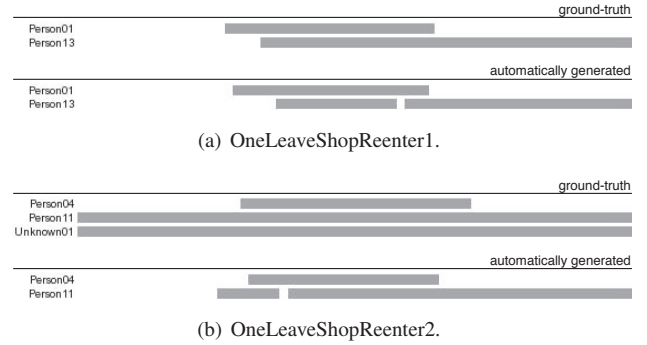 ground-truth
Person01
Person13
automatically generated
Person01
Person13
(a) OneLeaveShopReenter1.
ground-truth
Person04
Person11
Unknown01
automatically generated
Person04
Person11
(b) OneLeaveShopReenter2.